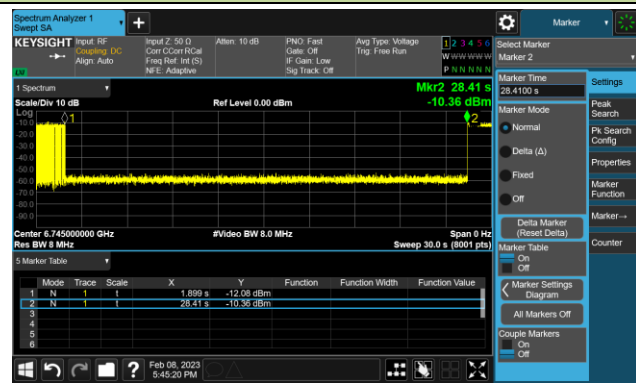 Spectrum Analyzer 1
Swept SA
Marker
KEYSIGHT Input: RF Input Z: 50 Ω Atten: 10 dB PNO: Fast Avg Type: Voltage 1 2 3 4 5 6
Coupling: DC Corr CCorr RCal Gate: Off Trig: Free Run W W W W W W
Align: Auto Freq Ref: Int (S) IF Gain: Low
NFE: Adaptive Sig Track: Off P N N N N N
Select Marker
Marker 2
1 Spectrum
Mkr2 28.41 s
Scale/Div 10 dB Ref Level 0.00 dBm -10.36 dBm
Log
1 2
-10.0
-20.0
-30.0
-40.0
-50.0
-60.0
-70.0
-80.0
-90.0
Center 6.745000000 GHz #Video BW 8.0 MHz Span 0 Hz
Res BW 8 MHz Sweep 30.0 s (8001 pts)
5 Marker Table
Mode Trace Scale X Y Function Function Width Function Value
1 N 1 t 1.899 s -12.08 dBm
2 N 1 t 28.41 s -10.36 dBm
3
4
5
6
Marker Time
28.4100 s
Marker Mode
Normal
Delta (Δ)
Fixed
Off
Delta Marker
(Reset Delta)
Marker Table
On
Off
Marker Settings
Diagram
All Markers Off
Couple Markers
On
Off
Settings
Peak
Search
Pk Search
Config
Properties
Marker
Function
Marker→
Counter
? Feb 08, 2023
5:45:20 PM